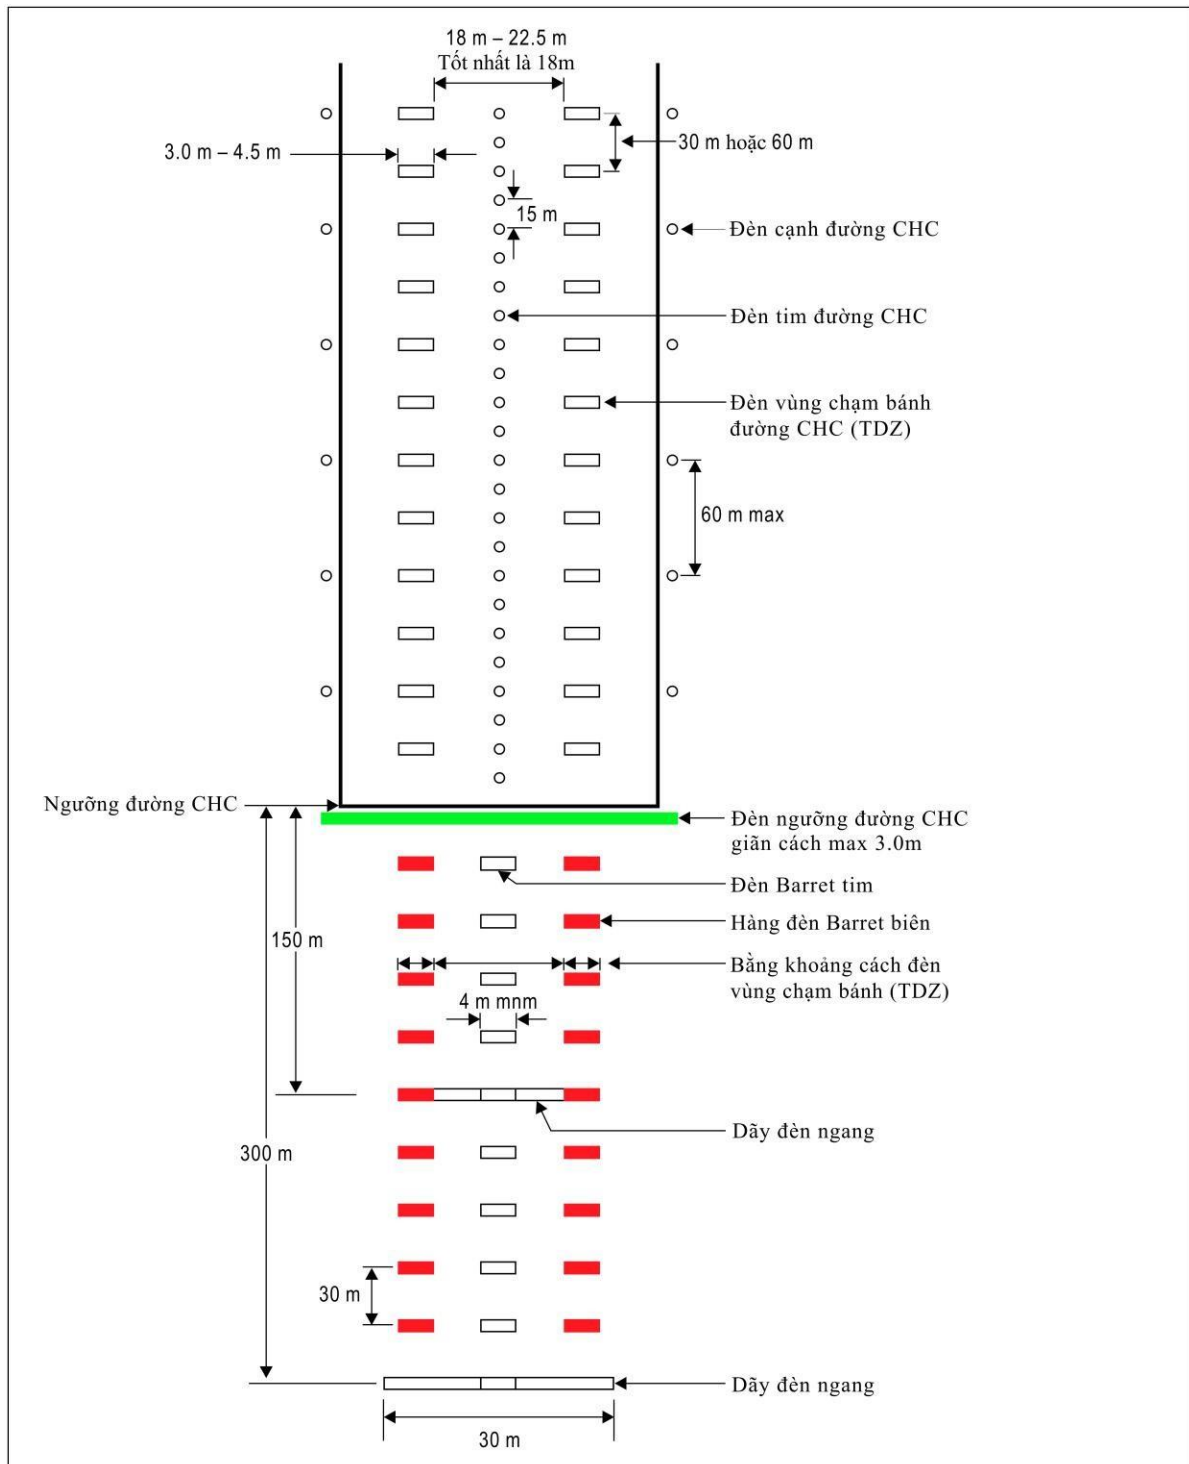 18 m – 22.5 m
Tốt nhất là 18m
3.0 m – 4.5 m
30 m hoặc 60 m
15 m
Đèn cạnh đường CHC
Đèn tim đường CHC
Đèn vùng chạm bánh
đường CHC (TDZ)
60 m max
Ngưỡng đường CHC
Đèn ngưỡng đường CHC
giãn cách max 3.0m
Đèn Barret tim
Hàng đèn Barret biên
150 m
Bằng khoảng cách đèn
vùng chạm bánh (TDZ)
4 m mnm
Dãy đèn ngang
300 m
30 m
Dãy đèn ngang
30 m